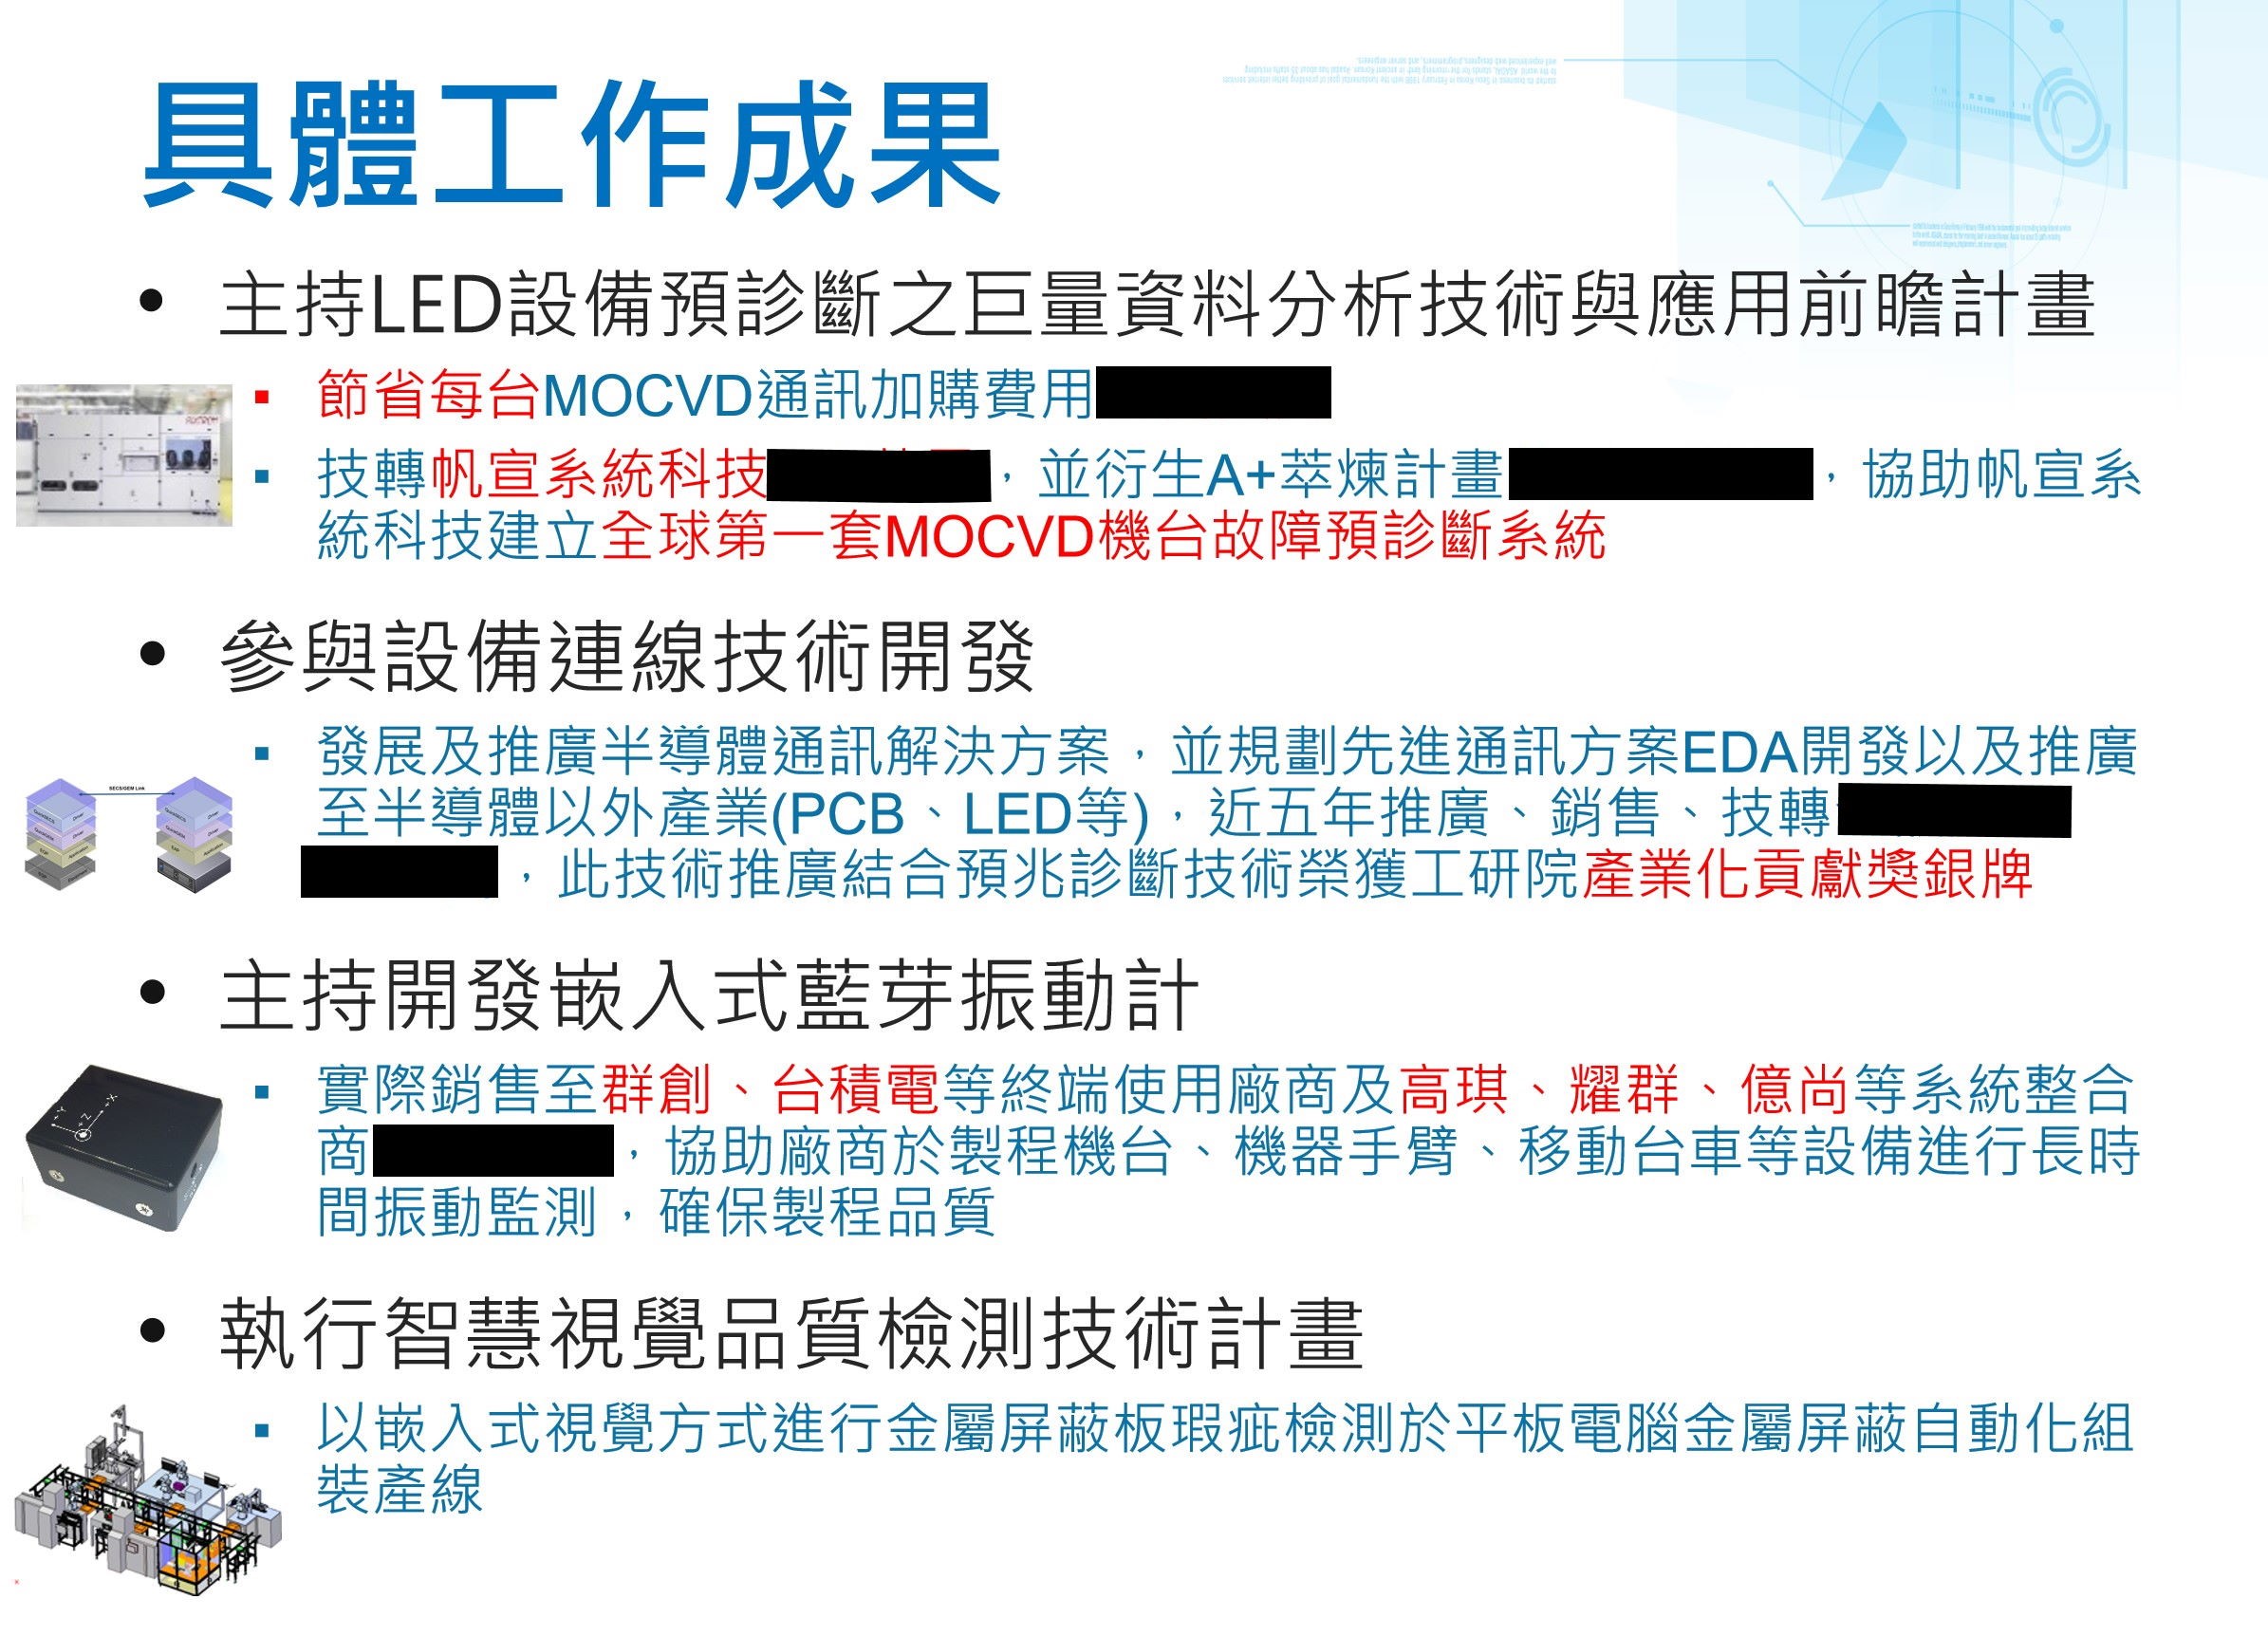 具體工作成果
• 主持LED設備預診斷之巨量資料分析技術與應用前瞻計畫
▪ 節省每台MOCVD通訊加購費用
▪ 技轉帆宣系統科技，並衍生A+萃煉計畫，協助帆宣系
統科技建立全球第一套MOCVD機台故障預診斷系統
• 參與設備連線技術開發
▪ 發展及推廣半導體通訊解決方案，並規劃先進通訊方案EDA開發以及推廣
至半導體以外產業(PCB、LED等)，近五年推廣、銷售、技轉
，此技術推廣結合預兆診斷技術榮獲工研院產業化貢獻獎銀牌
SECS/GEM Link
• 主持開發嵌入式藍芽振動計
▪ 實際銷售至群創、台積電等終端使用廠商及高琪、耀群、億尚等系統整合
商，協助廠商於製程機台、機器手臂、移動台車等設備進行長時
間振動監測，確保製程品質
+Y +Z +X
• 執行智慧視覺品質檢測技術計畫
▪ 以嵌入式視覺方式進行金屬屏蔽板瑕疵檢測於平板電腦金屬屏蔽自動化組
裝產線